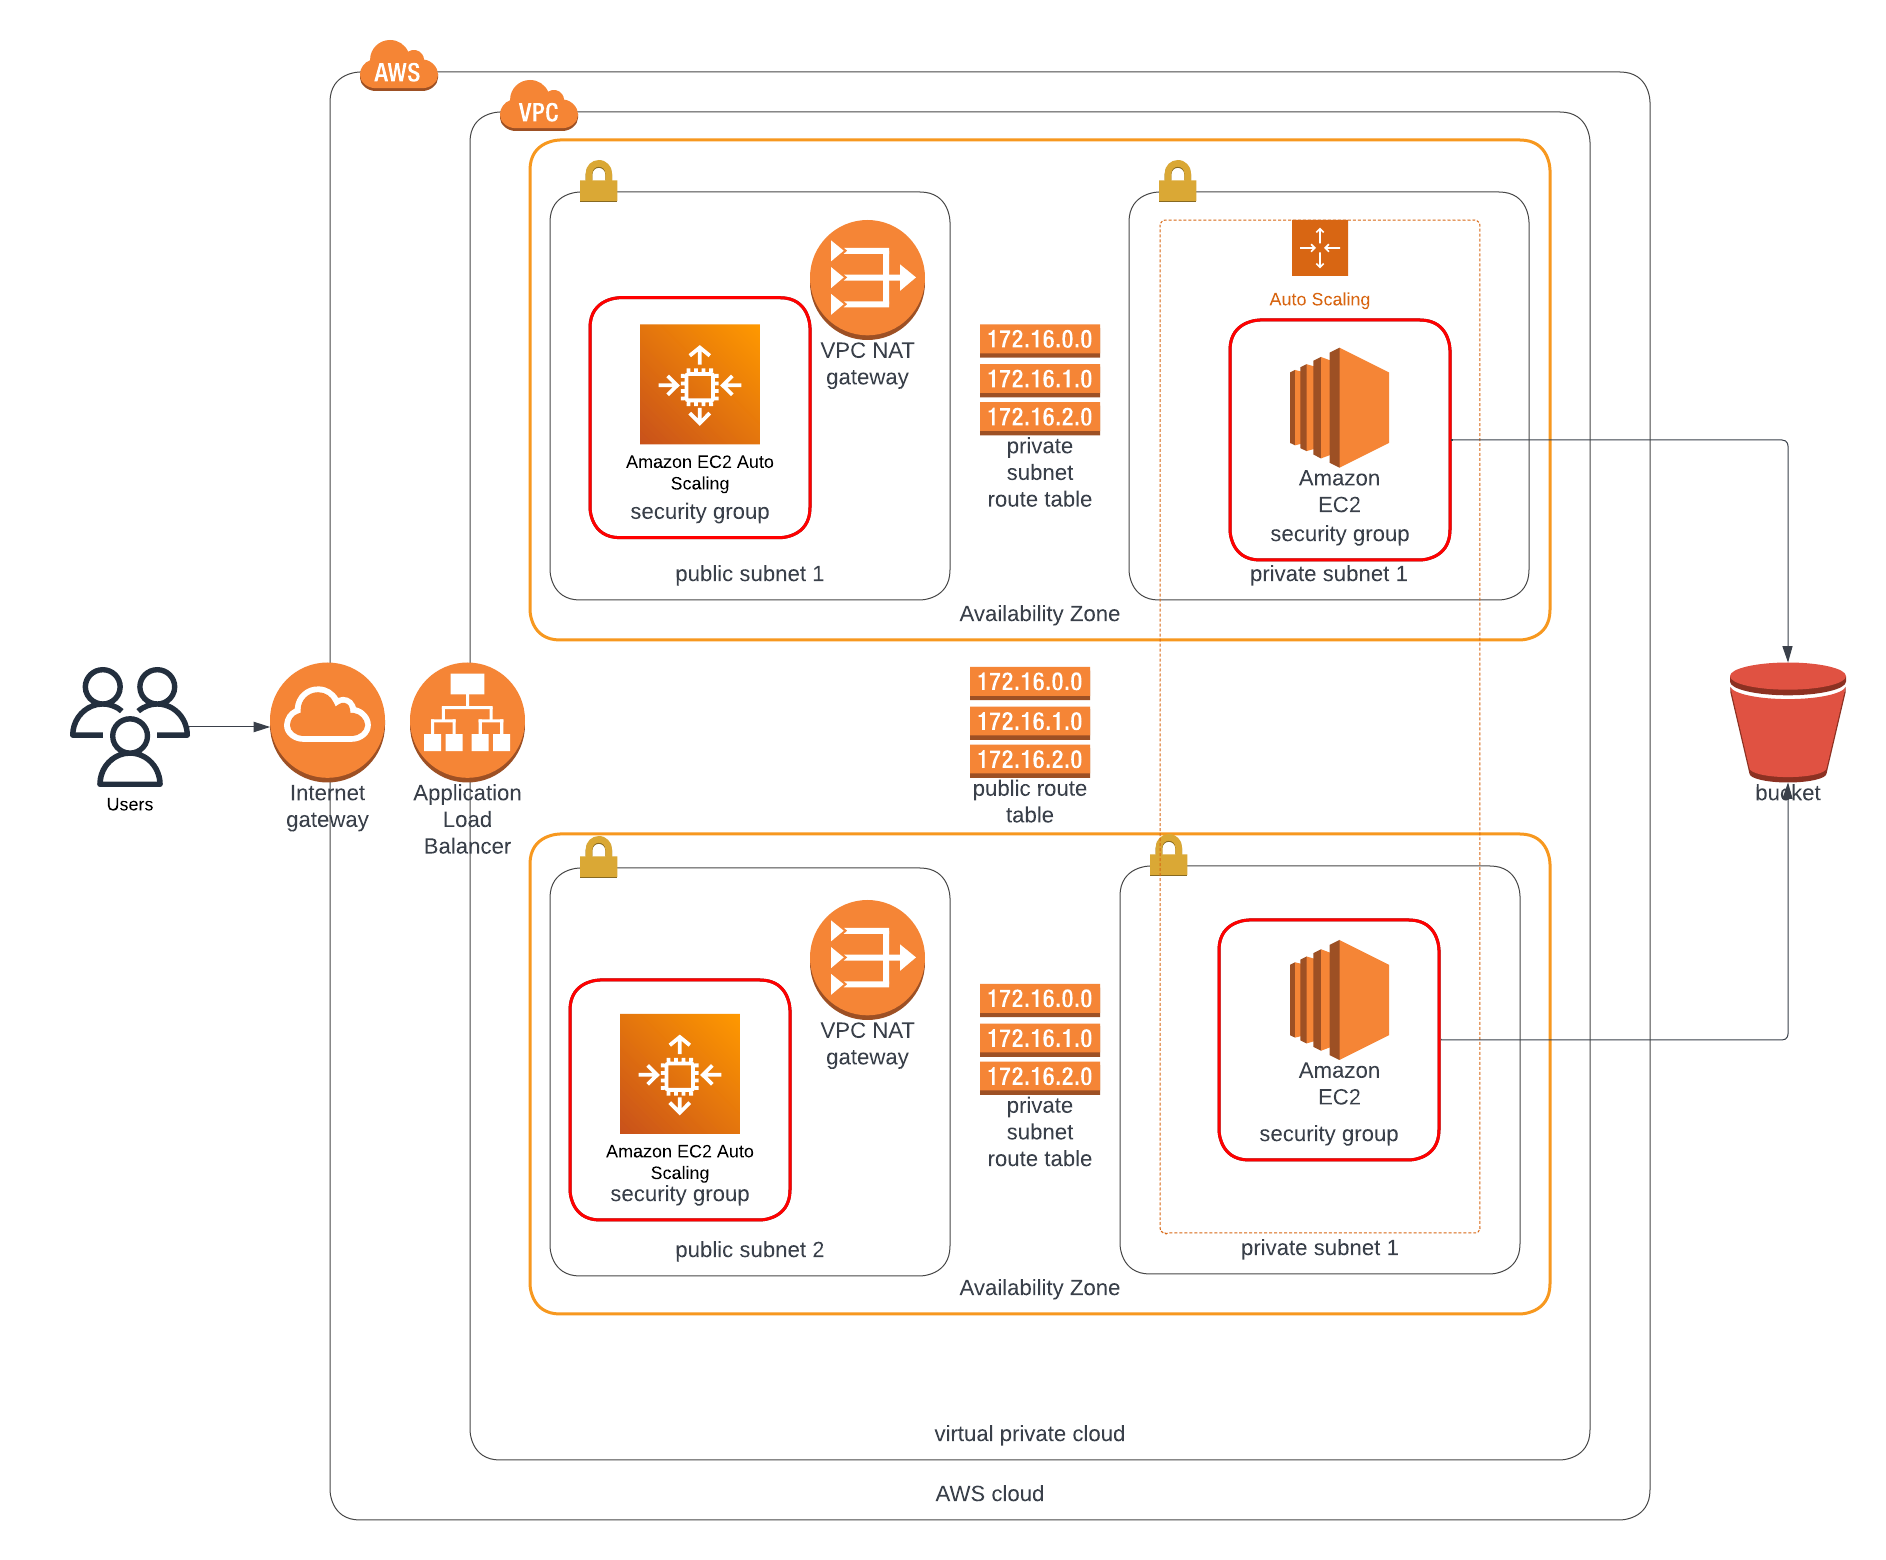 AWS
VPC
172.16.0.0
172.16.1.0
172.16.2.0
private
subnet
route table
VPC NAT
gateway
Amazon EC2 Auto
Scaling
security group
public subnet 1
Auto Scaling
Amazon
EC2
security group
private subnet 1
Availability Zone
Users
Internet
gateway
Application
Load
Balancer
172.16.0.0
172.16.1.0
172.16.2.0
public route
table
bucket
VPC NAT
gateway
Amazon EC2 Auto
Scaling
security group
public subnet 2
172.16.0.0
172.16.1.0
172.16.2.0
private
subnet
route table
Amazon
EC2
security group
private subnet 1
Availability Zone
virtual private cloud
AWS cloud